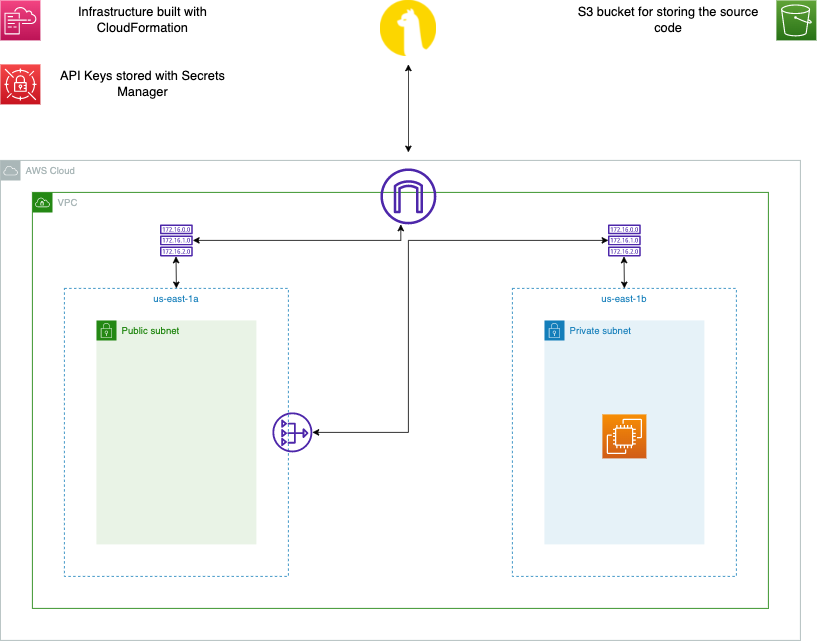 Infrastructure built with
CloudFormation
S3 bucket for storing the source
code
API Keys stored with Secrets
Manager
AWS Cloud
VPC
172.16.0.0
172.16.1.0
172.16.2.0
172.16.0.0
172.16.1.0
172.16.2.0
us-east-1a
us-east-1b
Public subnet
Private subnet